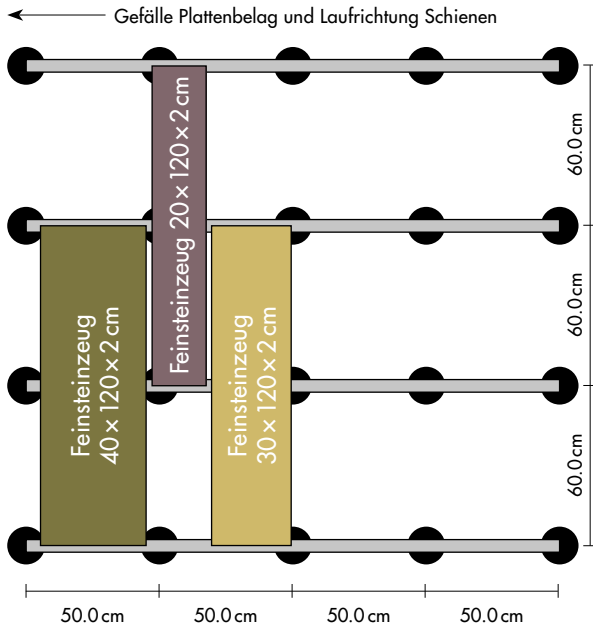 Gefälle Plattenbelag und Laufrichtung Schienen
Feinsteinzeug 20 × 120 × 2 cm
Feinsteinzeug
40 × 120 × 2 cm
Feinsteinzeug
30 × 120 × 2 cm
60.0 cm
60.0 cm
60.0 cm
50.0 cm
50.0 cm
50.0 cm
50.0 cm